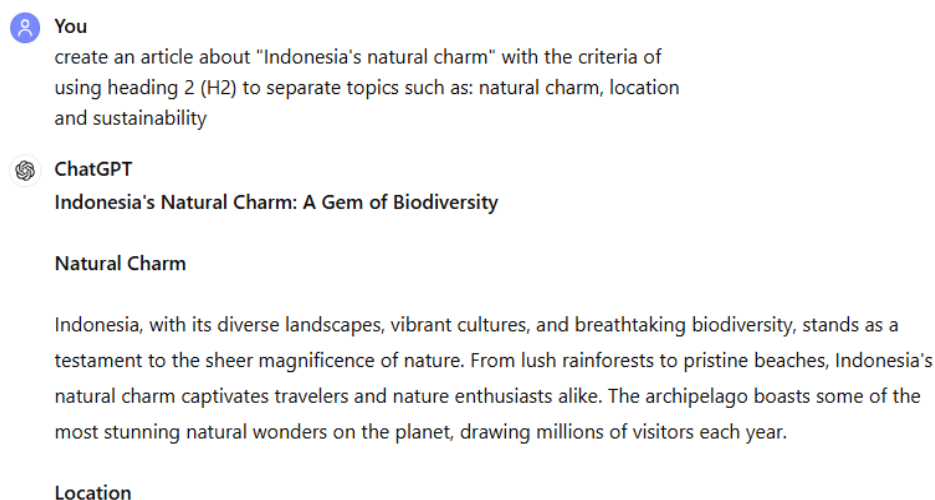 You
create an article about "Indonesia's natural charm" with the criteria of
using heading 2 (H2) to separate topics such as: natural charm, location
and sustainability
ChatGPT
Indonesia's Natural Charm: A Gem of Biodiversity
Natural Charm
Indonesia, with its diverse landscapes, vibrant cultures, and breathtaking biodiversity, stands as a
testament to the sheer magnificence of nature. From lush rainforests to pristine beaches, Indonesia's
natural charm captivates travelers and nature enthusiasts alike. The archipelago boasts some of the
most stunning natural wonders on the planet, drawing millions of visitors each year.
Location